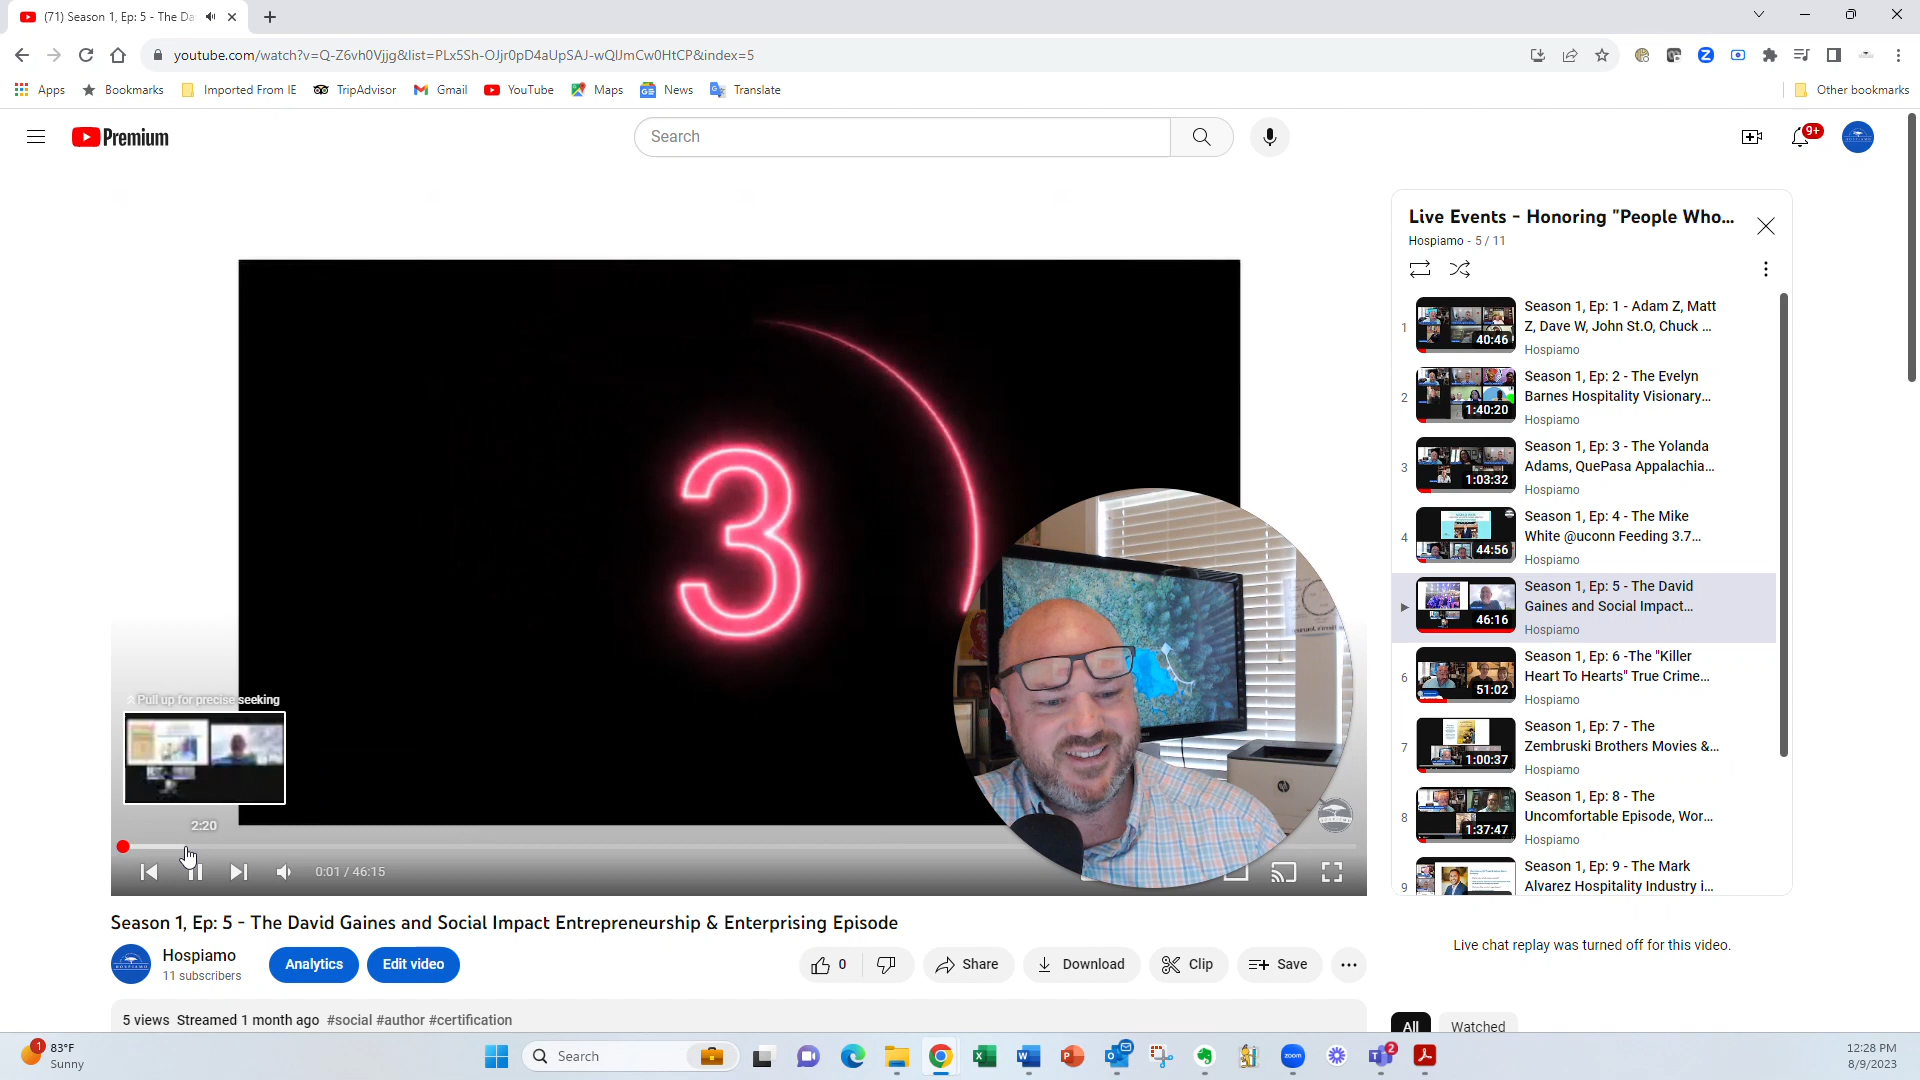 (71) Season 1, Ep: 5 - The Da
youtube.com/watch?v=Q-Z6vh0Vjjg&list=PLx5Sh-OJjr0pD4aUpSAJ-wQIJmCw0HtCP&index=5
Apps
Bookmarks
Imported From IE
TripAdvisor
Gmail
YouTube
Maps
News
Translate
Other bookmarks
Premium
Search
9+
3
Pull up for precise seeking
2:20
0:01 / 46:15
Season 1, Ep: 5 - The David Gaines and Social Impact Entrepreneurship & Enterprising Episode
Hospiamo
11 subscribers
Analytics
Edit video
0
Share
Download
Clip
Save
5 views Streamed 1 month ago #social #author #certification
Live Events - Honoring "People Who...
Hospiamo - 5 / 11
1
40:46
Season 1, Ep: 1 - Adam Z, Matt
Z, Dave W, John St.O, Chuck ...
Hospiamo
2
1:40:20
Season 1, Ep: 2 - The Evelyn
Barnes Hospitality Visionary...
Hospiamo
3
1:03:32
Season 1, Ep: 3 - The Yolanda
Adams, QuePasa Appalachia...
Hospiamo
4
44:56
Season 1, Ep: 4 - The Mike
White @uconn Feeding 3.7...
Hospiamo
46:16
Season 1, Ep: 5 - The David
Gaines and Social Impact...
Hospiamo
6
51:02
Season 1, Ep: 6 -The "Killer
Heart To Hearts" True Crime...
Hospiamo
7
1:00:37
Season 1, Ep: 7 - The
Zembruski Brothers Movies &...
Hospiamo
8
1:37:47
Season 1, Ep: 8 - The
Uncomfortable Episode, Wor...
Hospiamo
9
Season 1, Ep: 9 - The Mark
Alvarez Hospitality Industry i...
Live chat replay was turned off for this video.
All
Watched
1
83°F
Sunny
Search
zoom
2
12:28 PM
8/9/2023